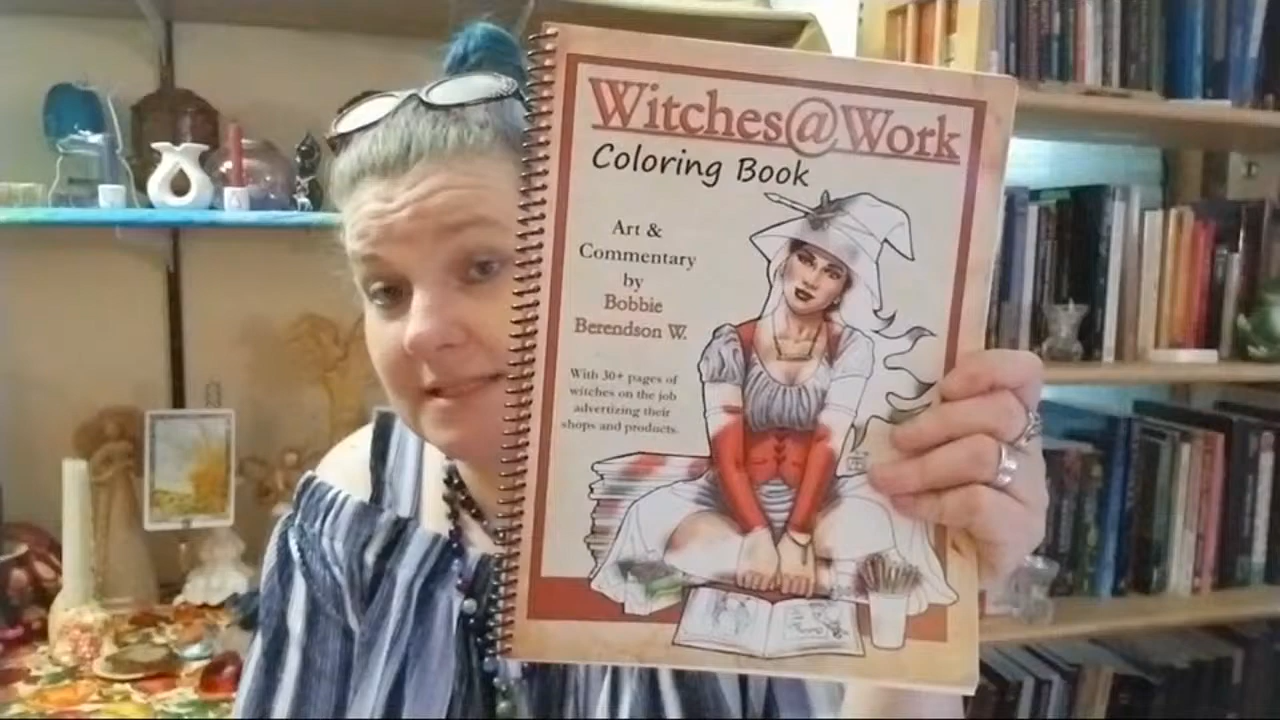 Witches@Work
Coloring Book
Art &
Commentary
by
Bobbie
Berendson W.
With 30+ pages of
witches on the job
advertizing their
shops and products.